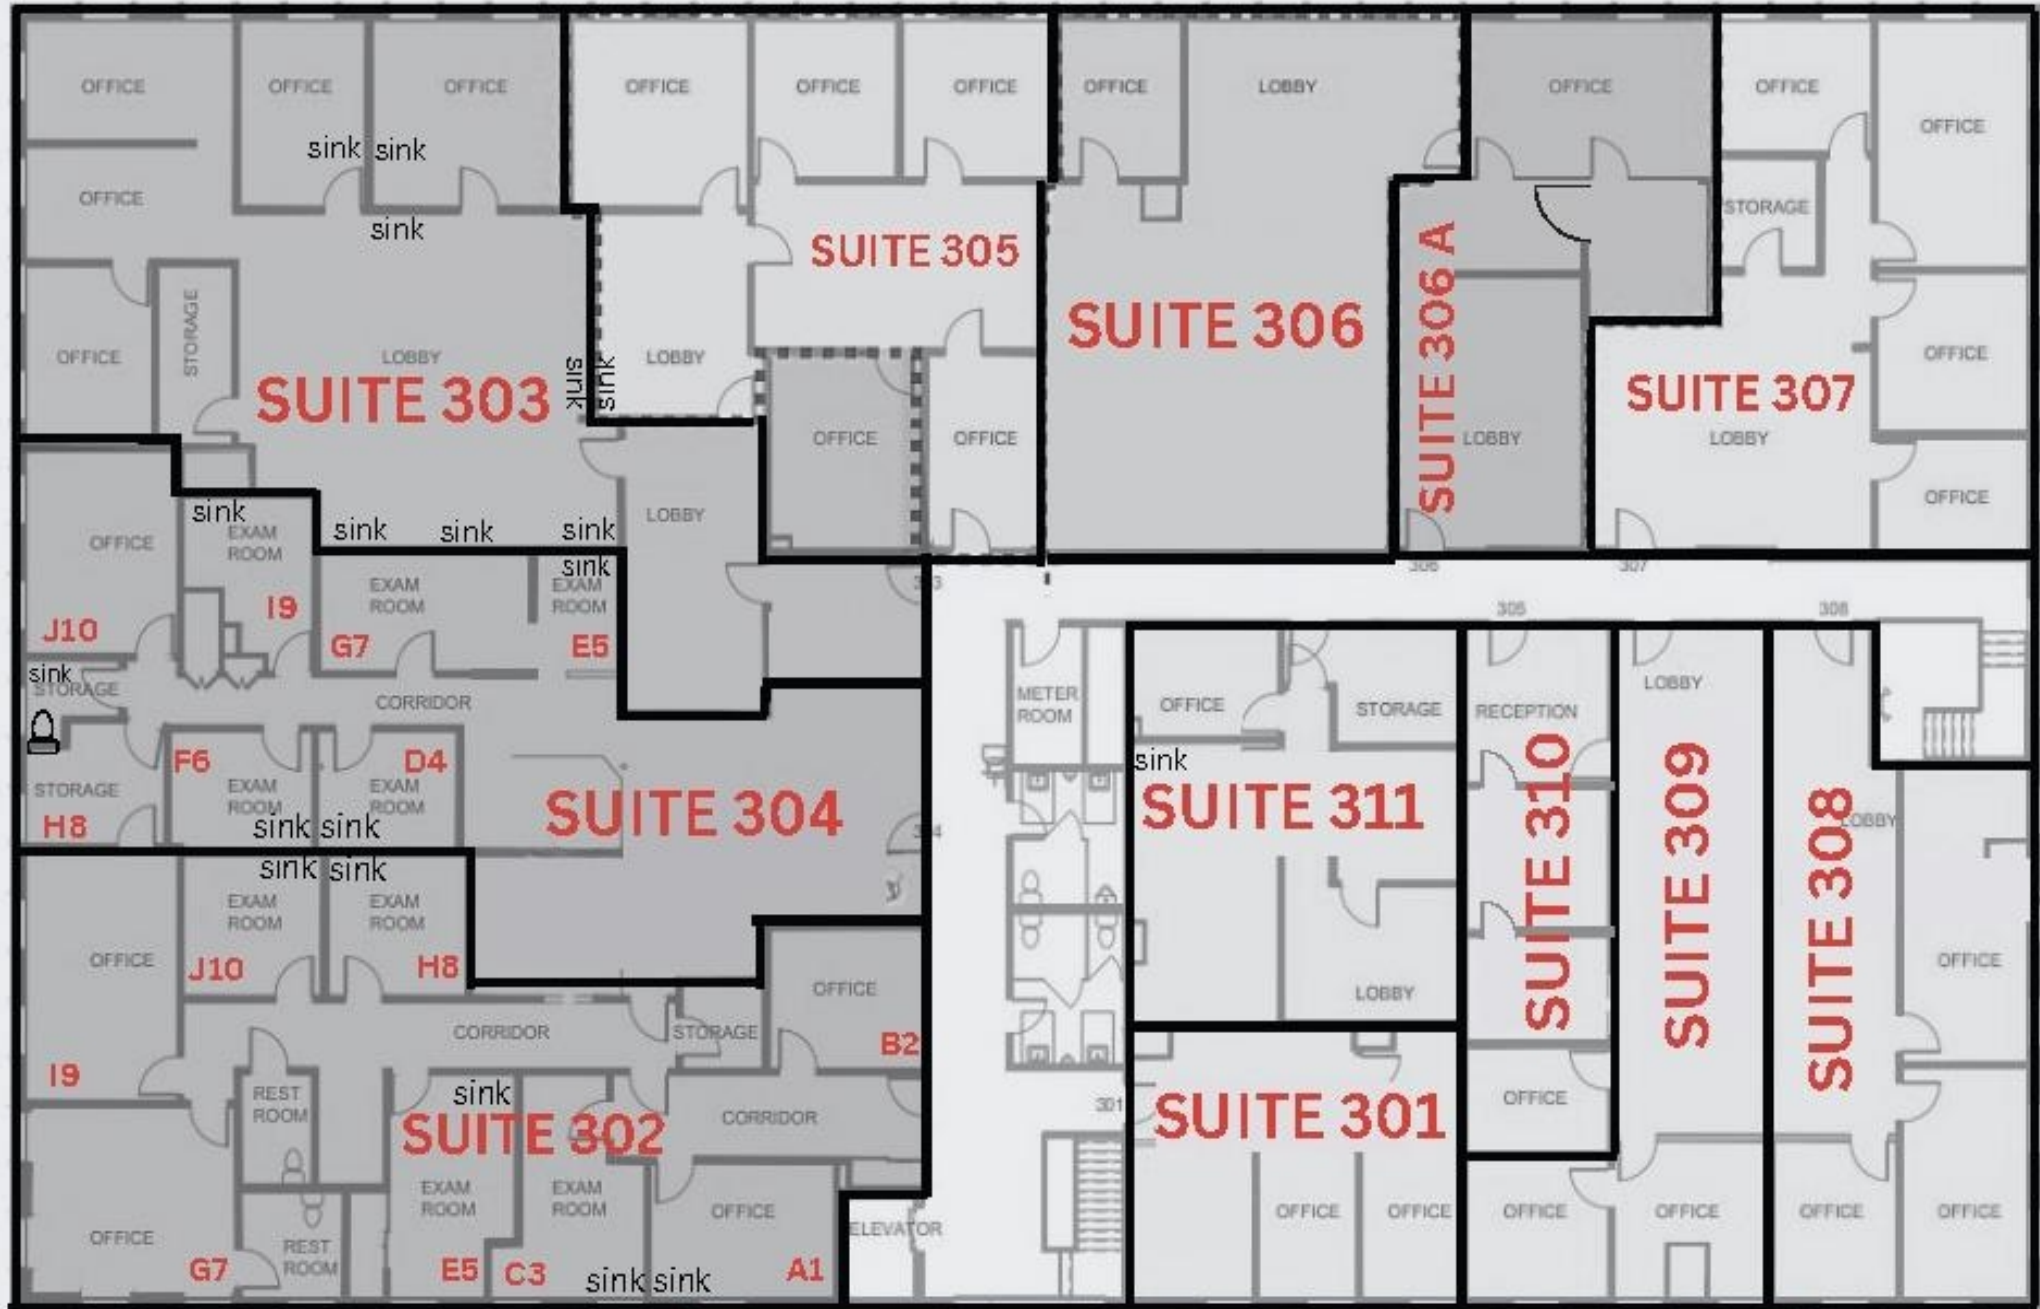 OFFICE
OFFICE
OFFICE
OFFICE
OFFICE
OFFICE
OFFICE
LOBBY
OFFICE
OFFICE
OFFICE
sink
sink
OFFICE
STORAGE
sink
SUITE 305
STORAGE
OFFICE
LOBBY
SUITE 303
sink
sink
LOBBY
SUITE 306
SUITE 306 A
SUITE 307
OFFICE
OFFICE
OFFICE
LOBBY
LOBBY
OFFICE
sink
EXAM
ROOM
sink
sink
sink
LOBBY
OFFICE
sink
EXAM
ROOM
EXAM
ROOM
306
307
305
308
J10
I9
G7
E5
sink
STORAGE
CORRIDOR
METER
ROOM
OFFICE
STORAGE
RECEPTION
LOBBY
F6
D4
STORAGE
EXAM
ROOM
EXAM
ROOM
H8
sink
sink
SUITE 304
sink
SUITE 311
SUITE 310
SUITE 309
SUITE 308
LOBBY
sink
sink
EXAM
ROOM
EXAM
ROOM
OFFICE
J10
H8
OFFICE
LOBBY
OFFICE
CORRIDOR
STORAGE
B2
I9
REST
ROOM
sink
SUITE 302
CORRIDOR
301
SUITE 301
OFFICE
EXAM
ROOM
EXAM
ROOM
OFFICE
ELEVATOR
OFFICE
OFFICE
OFFICE
OFFICE
OFFICE
OFFICE
OFFICE
REST
ROOM
G7
E5
C3
sink
sink
A1